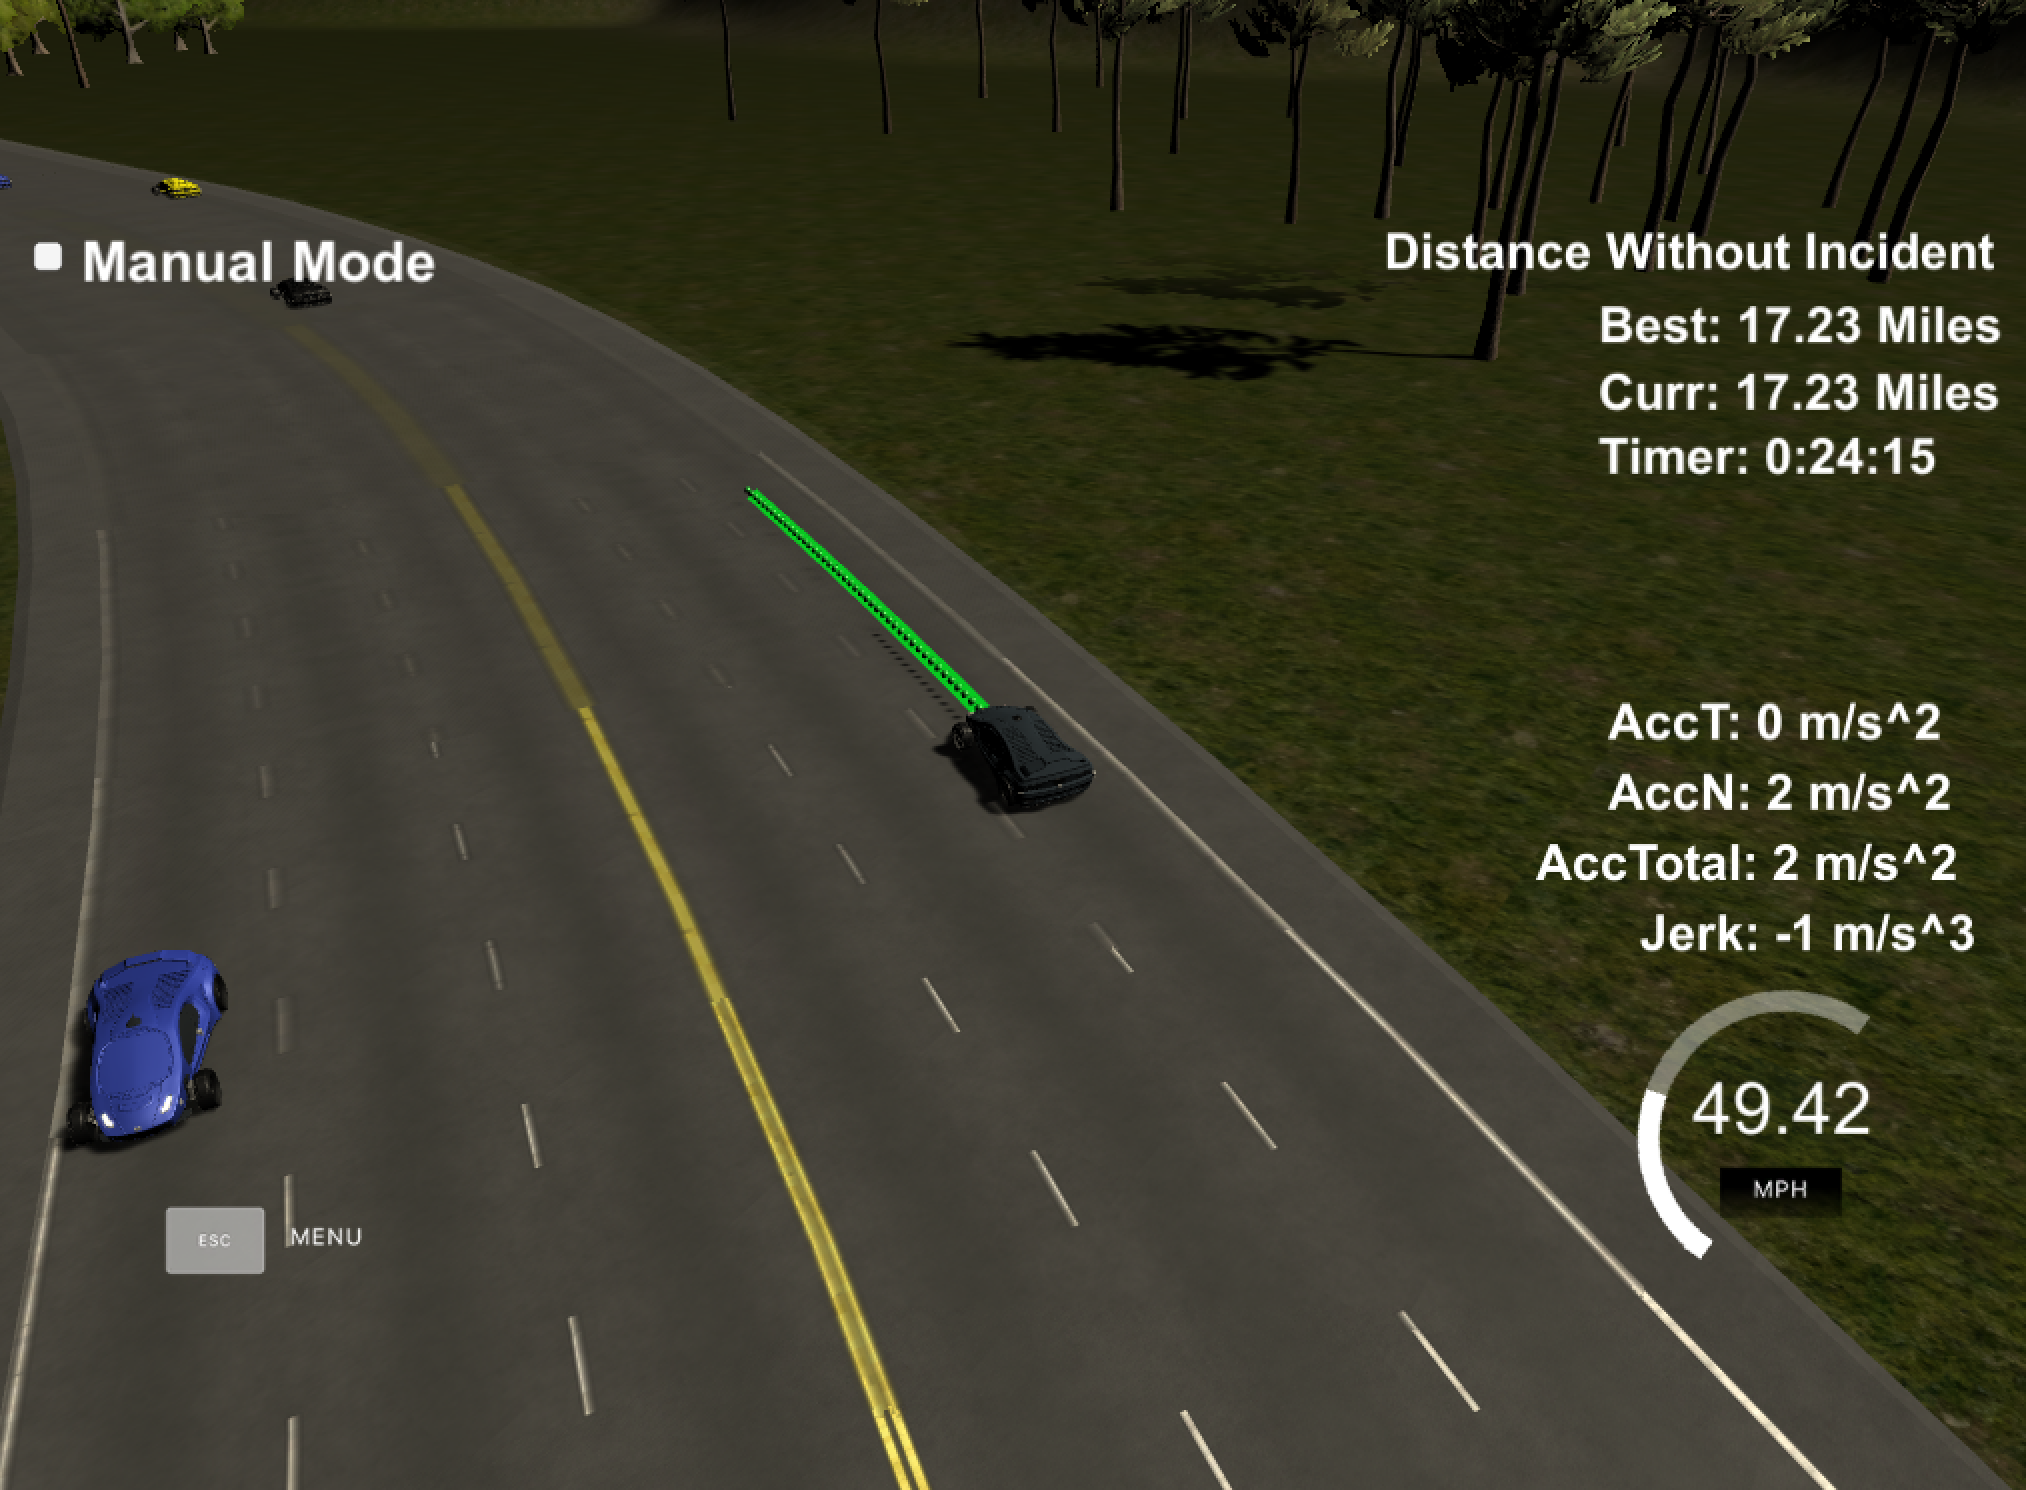 Manual Mode
Distance Without Incident
Best: 17.23 Miles
Curr: 17.23 Miles
Timer: 0:24:15
AccT: 0 m/s^2
AccN: 2 m/s^2
AccTotal: 2 m/s^2
Jerk: -1 m/s^3
49.42
MPH
ESC MENU